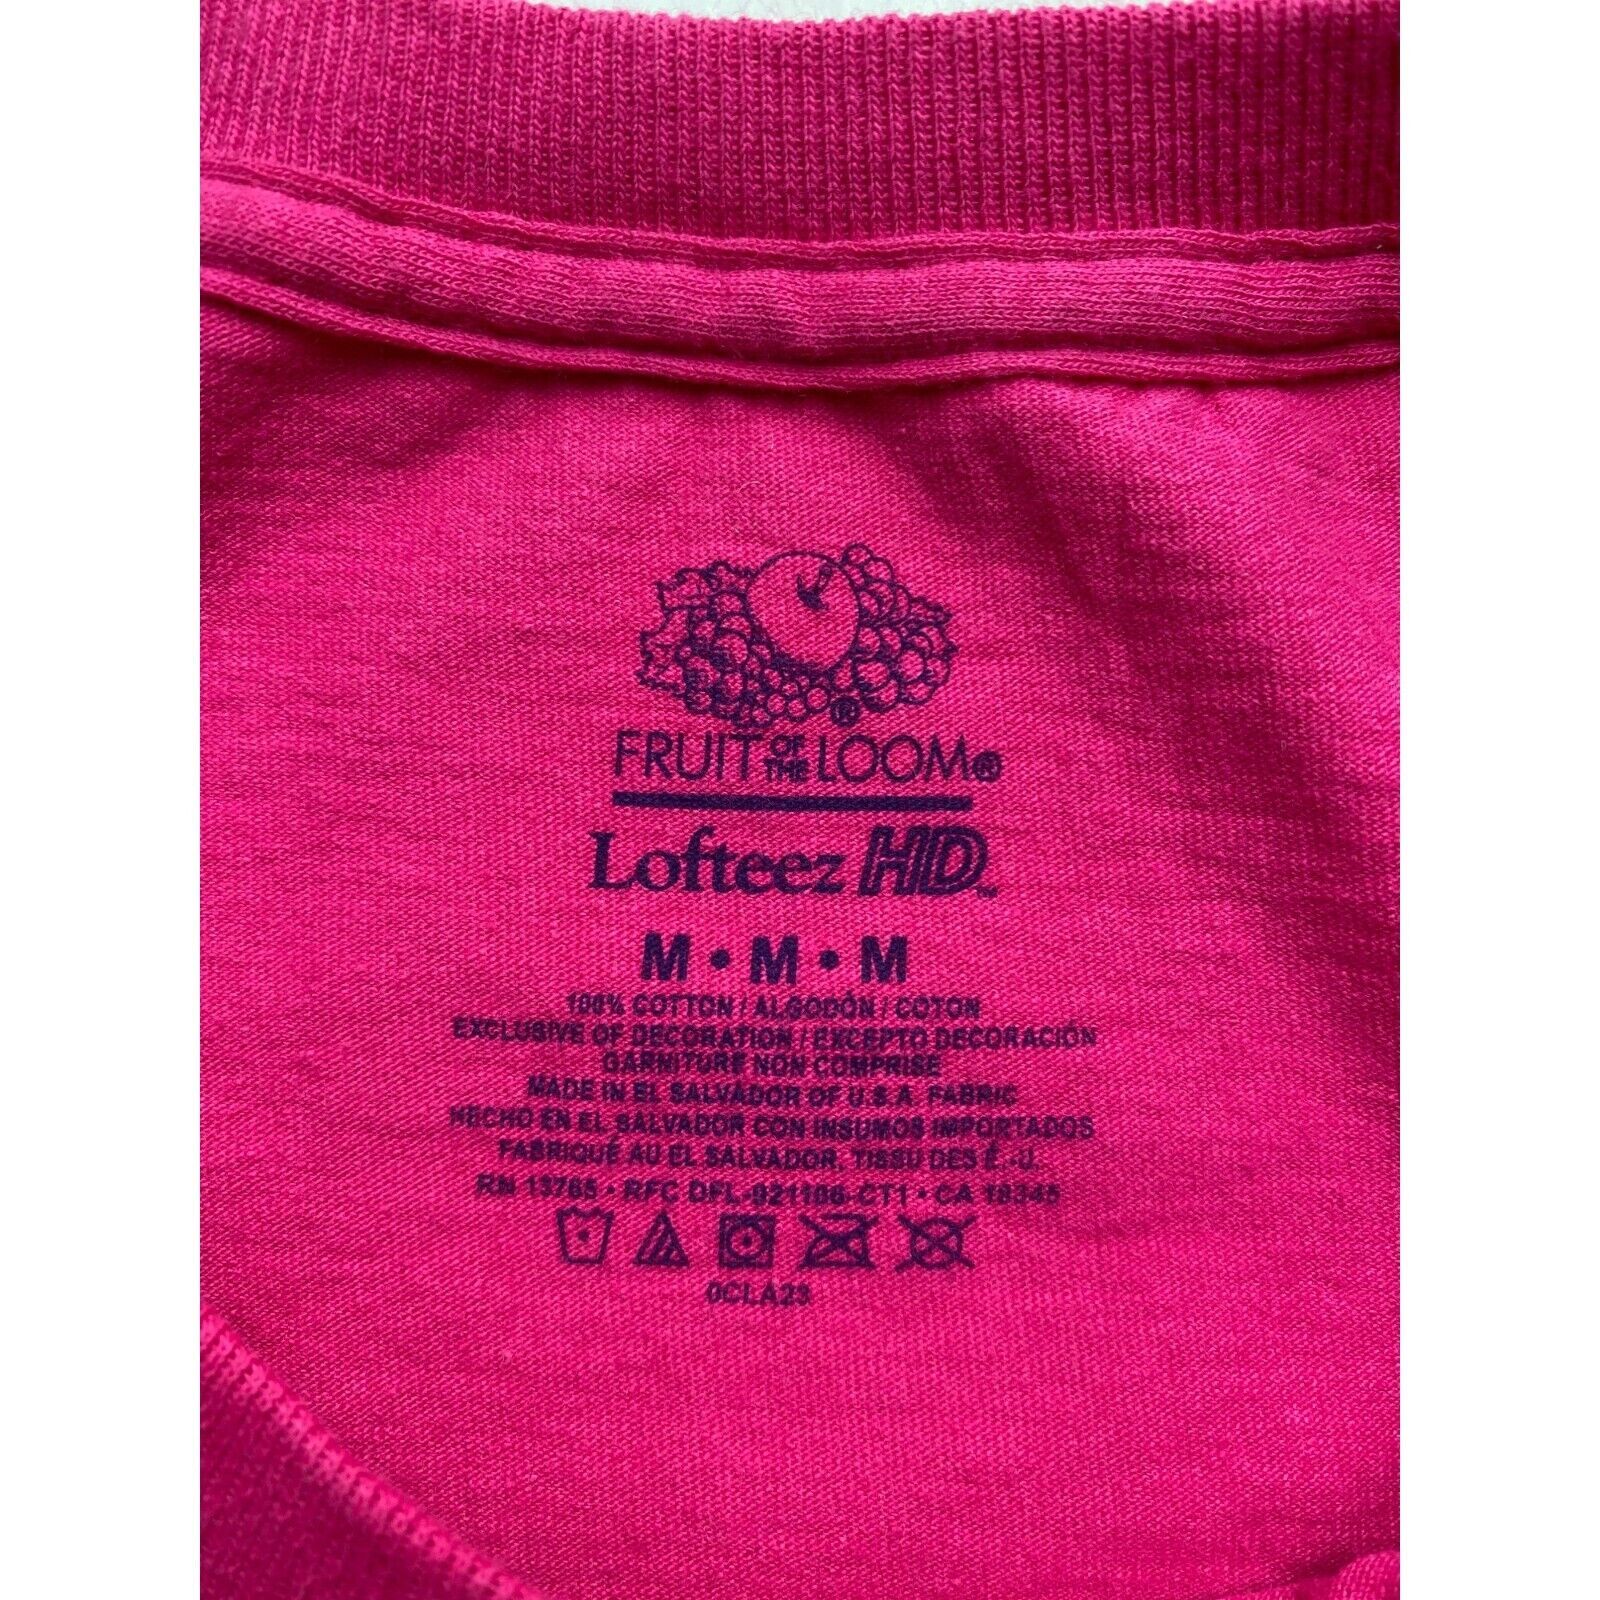 ®
FRUIT OF THE LOOM®
Lofteez HD™
M • M • M
100% COTTON / ALGODÓN / COTON
EXCLUSIVE OF DECORATION / EXCEPTO DECORACIÓN
GARNITURE NON COMPRISE
MADE IN EL SALVADOR OF U.S.A. FABRIC
HECHO EN EL SALVADOR CON INSUMOS IMPORTADOS
FABRIQUÉ AU EL SALVADOR, TISSU DES É.-U.
RN 13765 • RFC DFL-921106-CT1 • CA 18345
0CLA23